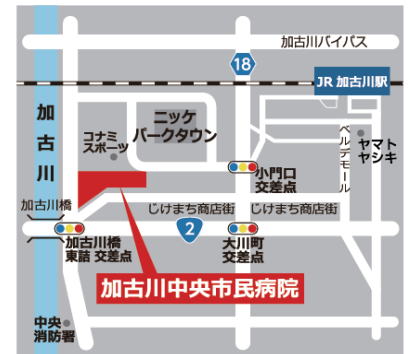 加古川バイパス
18
JR 加古川駅
加古川
ニッケ
パークタウン
コナミ
スポーツ
ベルデモール
ヤマト
ヤシキ
小門口
交差点
加古川橋
じけまち商店街
じけまち商店街
2
加古川橋
東詰 交差点
大川町
交差点
加古川中央市民病院
中央
消防署